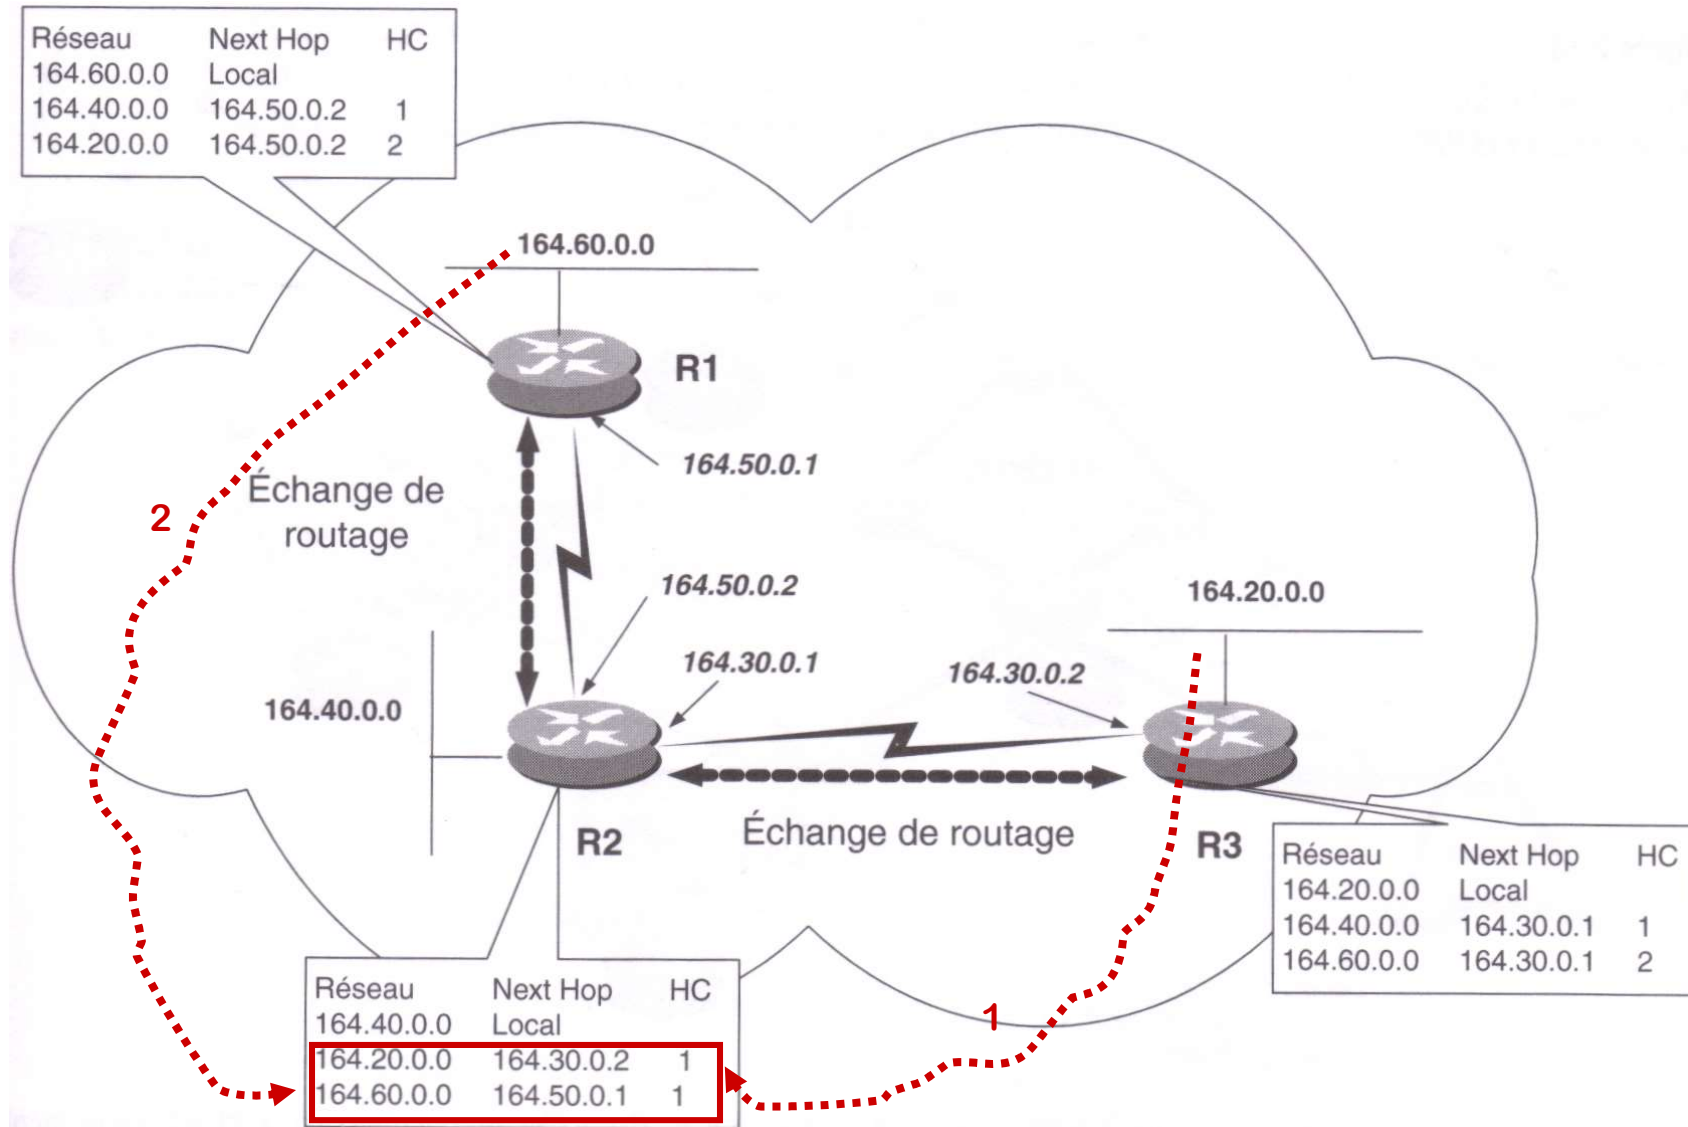 Réseau Next Hop HC
164.60.0.0 Local
164.40.0.0 164.50.0.2 1
164.20.0.0 164.50.0.2 2
164.60.0.0
R1
164.50.0.1
Échange de
routage
2
164.50.0.2
164.20.0.0
164.30.0.1
164.30.0.2
164.40.0.0
R2
Échange de routage
R3
Réseau Next Hop HC
164.20.0.0 Local
164.40.0.0 164.30.0.1 1
164.60.0.0 164.30.0.1 2
1
Réseau Next Hop HC
164.40.0.0 Local
164.20.0.0 164.30.0.2 1
164.60.0.0 164.50.0.1 1